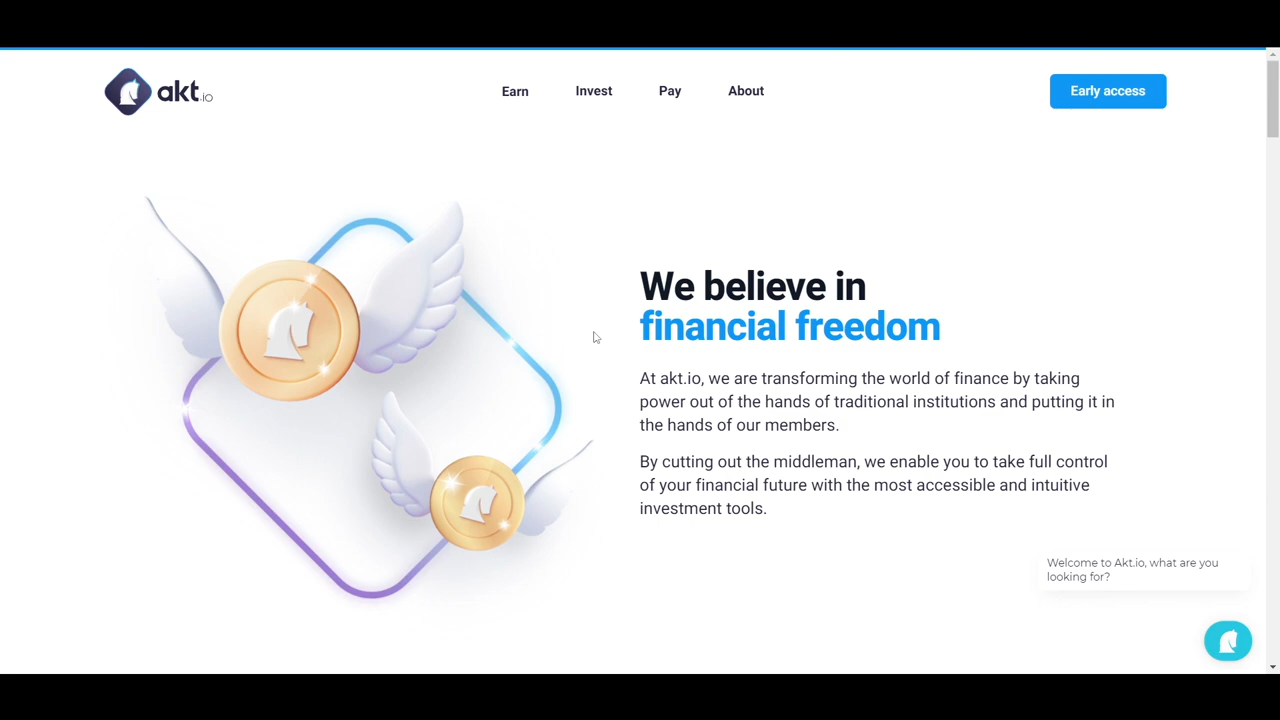 akt.io
Earn
Invest
Pay
About
Early access
We believe in
financial freedom
At akt.io, we are transforming the world of finance by taking
power out of the hands of traditional institutions and putting it in
the hands of our members.
By cutting out the middleman, we enable you to take full control
of your financial future with the most accessible and intuitive
investment tools.
Welcome to Akt.io, what are you
looking for?